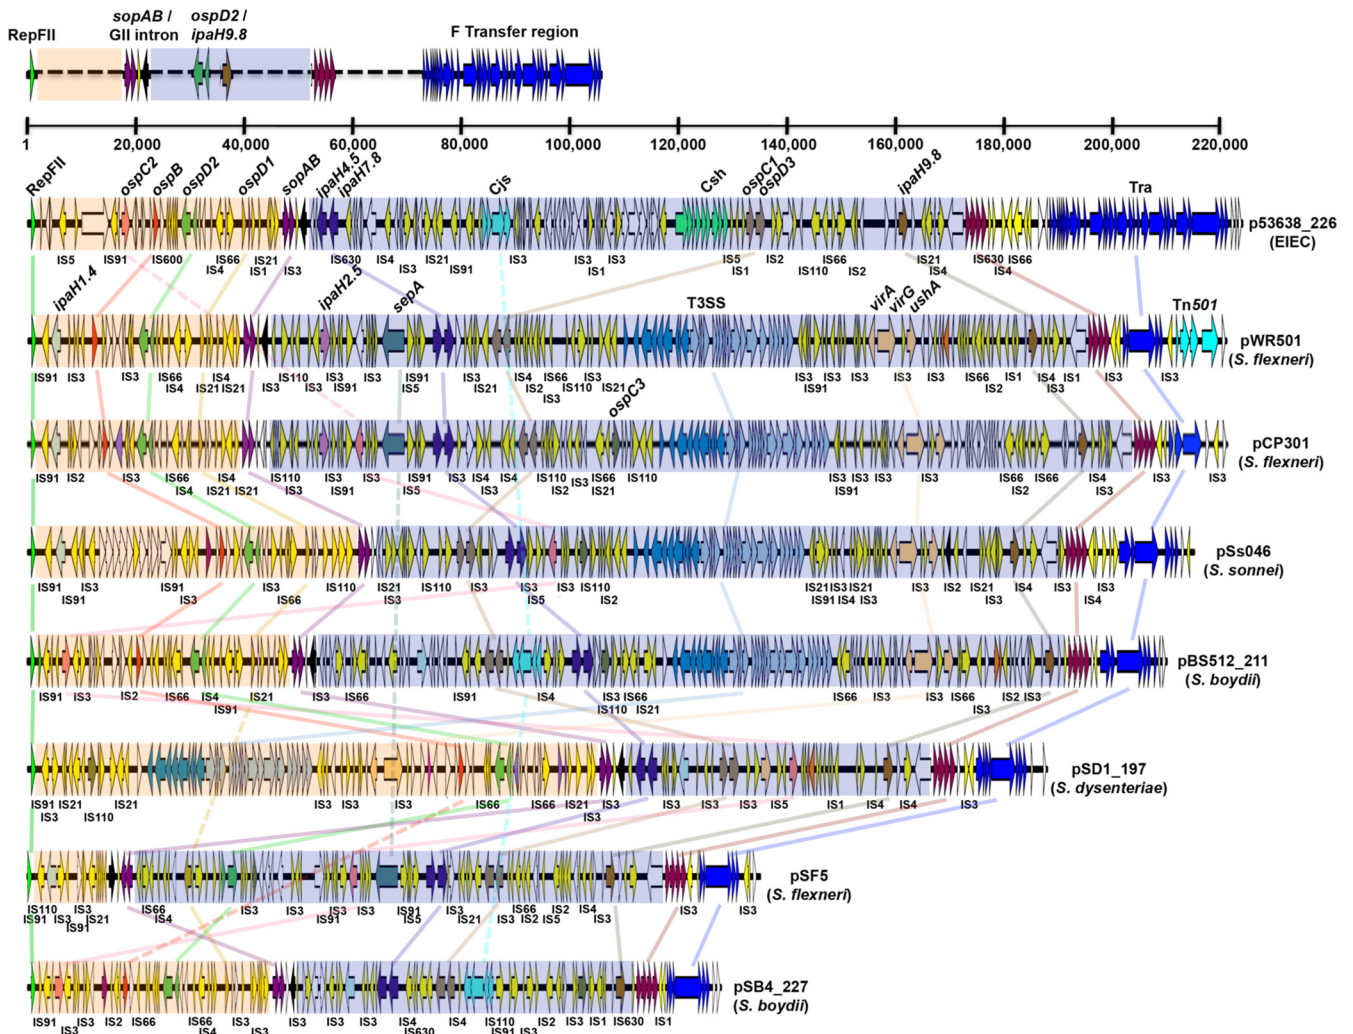 sopAB / ospD2 /
RepFII GII intron ipaH9.8 F Transfer region
1 20,000 40,000 60,000 80,000 100,000 120,000 140,000 160,000 180,000 200,000 220,000
RepFII ospC2 ospB ospD2 ospD1 sopAB ipaH4.5 ipaH7.8 Cjs Csh ospC1 ospD3 ipaH9.8 Tra
p53638_226
(EIEC)
IS5 IS91 IS600 IS66 IS21 IS3 IS630 IS4 IS21 IS3 IS3 IS3 IS5 IS2 IS66 IS21 IS630 IS66
IS4 IS1 IS3 IS91 IS1 IS1 IS110 IS2 IS4 IS4
ipaH1.4 ipaH2.5 sepA T3SS virA virG ushA Tn501
pWR501
(S. flexneri)
IS91 IS3 IS3 IS66 IS4 IS110 IS3 IS3 IS91 IS3 IS4 IS66 IS3 IS3 IS3 IS3 IS3 IS3 IS66 IS1 IS4 IS1 IS3 IS3
IS4 IS21 IS21 IS3 IS3 IS91 IS5 IS21 IS2 IS110 IS21 IS91 IS2 IS3
IS3
ospC3
pCP301
(S. flexneri)
IS91 IS2 IS3 IS66 IS4 IS110 IS3 IS3 IS91 IS3 IS4 IS4 IS110 IS3 IS66 IS110 IS3 IS3 IS3 IS3 IS66 IS66 IS4 IS3 IS3
IS4 IS21 IS21 IS3 IS91 IS5 IS3 IS2 IS21 IS91 IS2 IS3
pSs046
(S. sonnei)
IS91 IS3 IS91 IS3 IS110 IS21 IS110 IS3 IS3 IS3 IS110 IS21 IS3 IS21 IS3 IS2 IS21 IS4 IS3 IS3
IS91 IS3 IS66 IS3 IS5 IS2 IS91 IS4 IS3 IS3 IS4
pBS512_211
(S. boydii)
IS91 IS3 IS2 IS66 IS4 IS21 IS3 IS66 IS91 IS4 IS3 IS66 IS66 IS3 IS3 IS66 IS2 IS3
IS91 IS110 IS21 IS3
pSD1_197
(S. dysenteriae)
IS91 IS21 IS21 IS3 IS3 IS3 IS66 IS66 IS21 IS3 IS3 IS3 IS3 IS5 IS1 IS4 IS4 IS3
IS3 IS110 IS3
pSF5
(S. flexneri)
IS110 IS3 IS66 IS3 IS3 IS3 IS3 IS91 IS3 IS66 IS2 IS4 IS3 IS3
IS91 IS3 IS21 IS4 IS91 IS5 IS21 IS3 IS2 IS5 IS3
IS91
pSB4_227
(S. boydii)
IS91 IS3 IS2 IS66 IS66 IS3 IS3 IS3 IS3 IS4 IS4 IS110 IS2 IS3 IS1 IS630 IS1
IS3 IS4 IS3 IS630 IS91 IS3